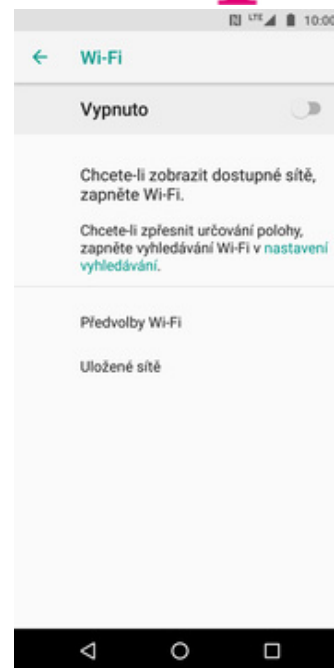 LTE 10:00
Wi-Fi
Vypnuto
Chcete-li zobrazit dostupné sítě,
zapněte Wi-Fi.
Chcete-li zpřesnit určování polohy,
zapněte vyhledávání Wi-Fi v nastavení
vyhledávání.
Předvolby Wi-Fi
Uložené sítě